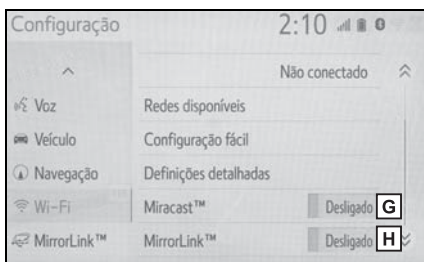 Configuração 2:10
Não conectado
Voz Redes disponíveis
Veículo Configuração fácil
Navegação Definições detalhadas
Wi-Fi Miracast™ Desligado G
MirrorLink™ MirrorLink™ Desligado H